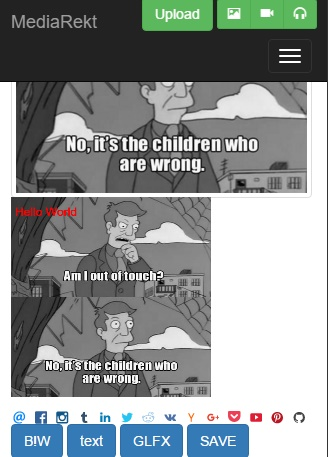 MediaRekt
Upload
No, it's the children who
are wrong.
Hello World
Am I out of touch?
No, it's the children who
are wrong.
BIW
text
GLFX
SAVE